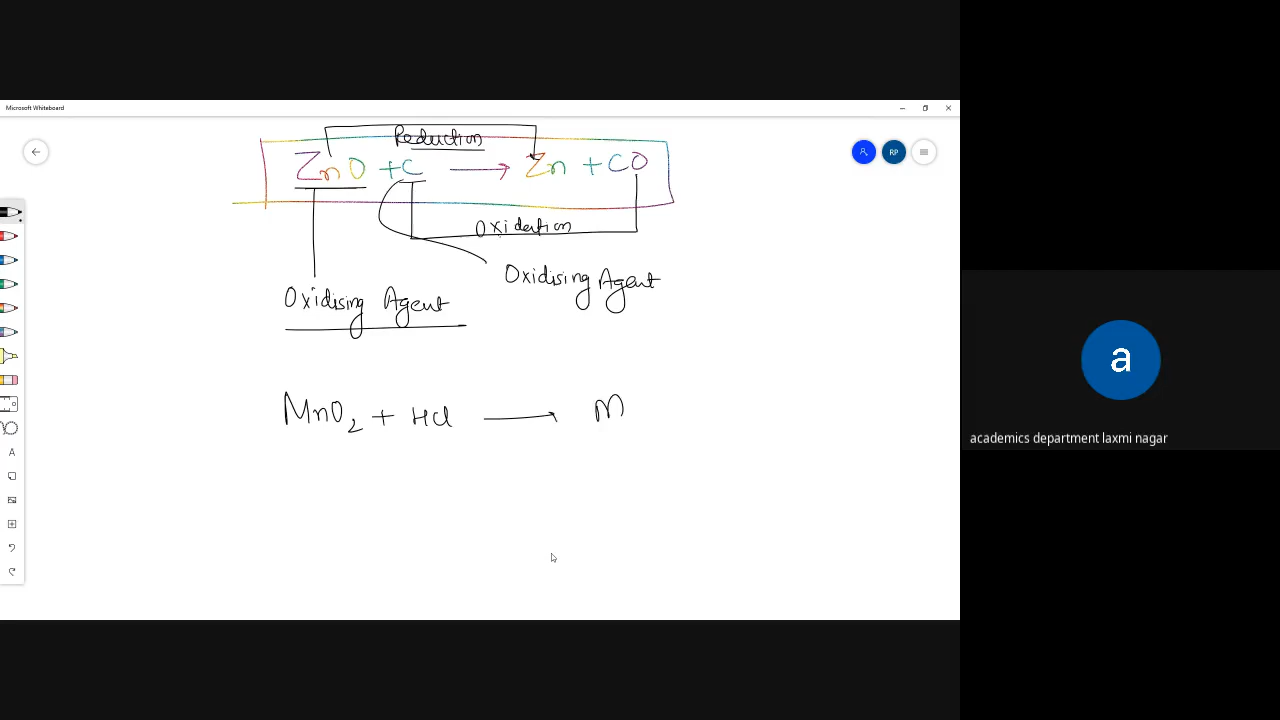 Microsoft Whiteboard
Reduction
ZnO + C → Zn + CO
Oxidation
Oxidising Agent
Oxidising Agent
MnO₂ + HCl → M
RP
A
a
academics department laxmi nagar